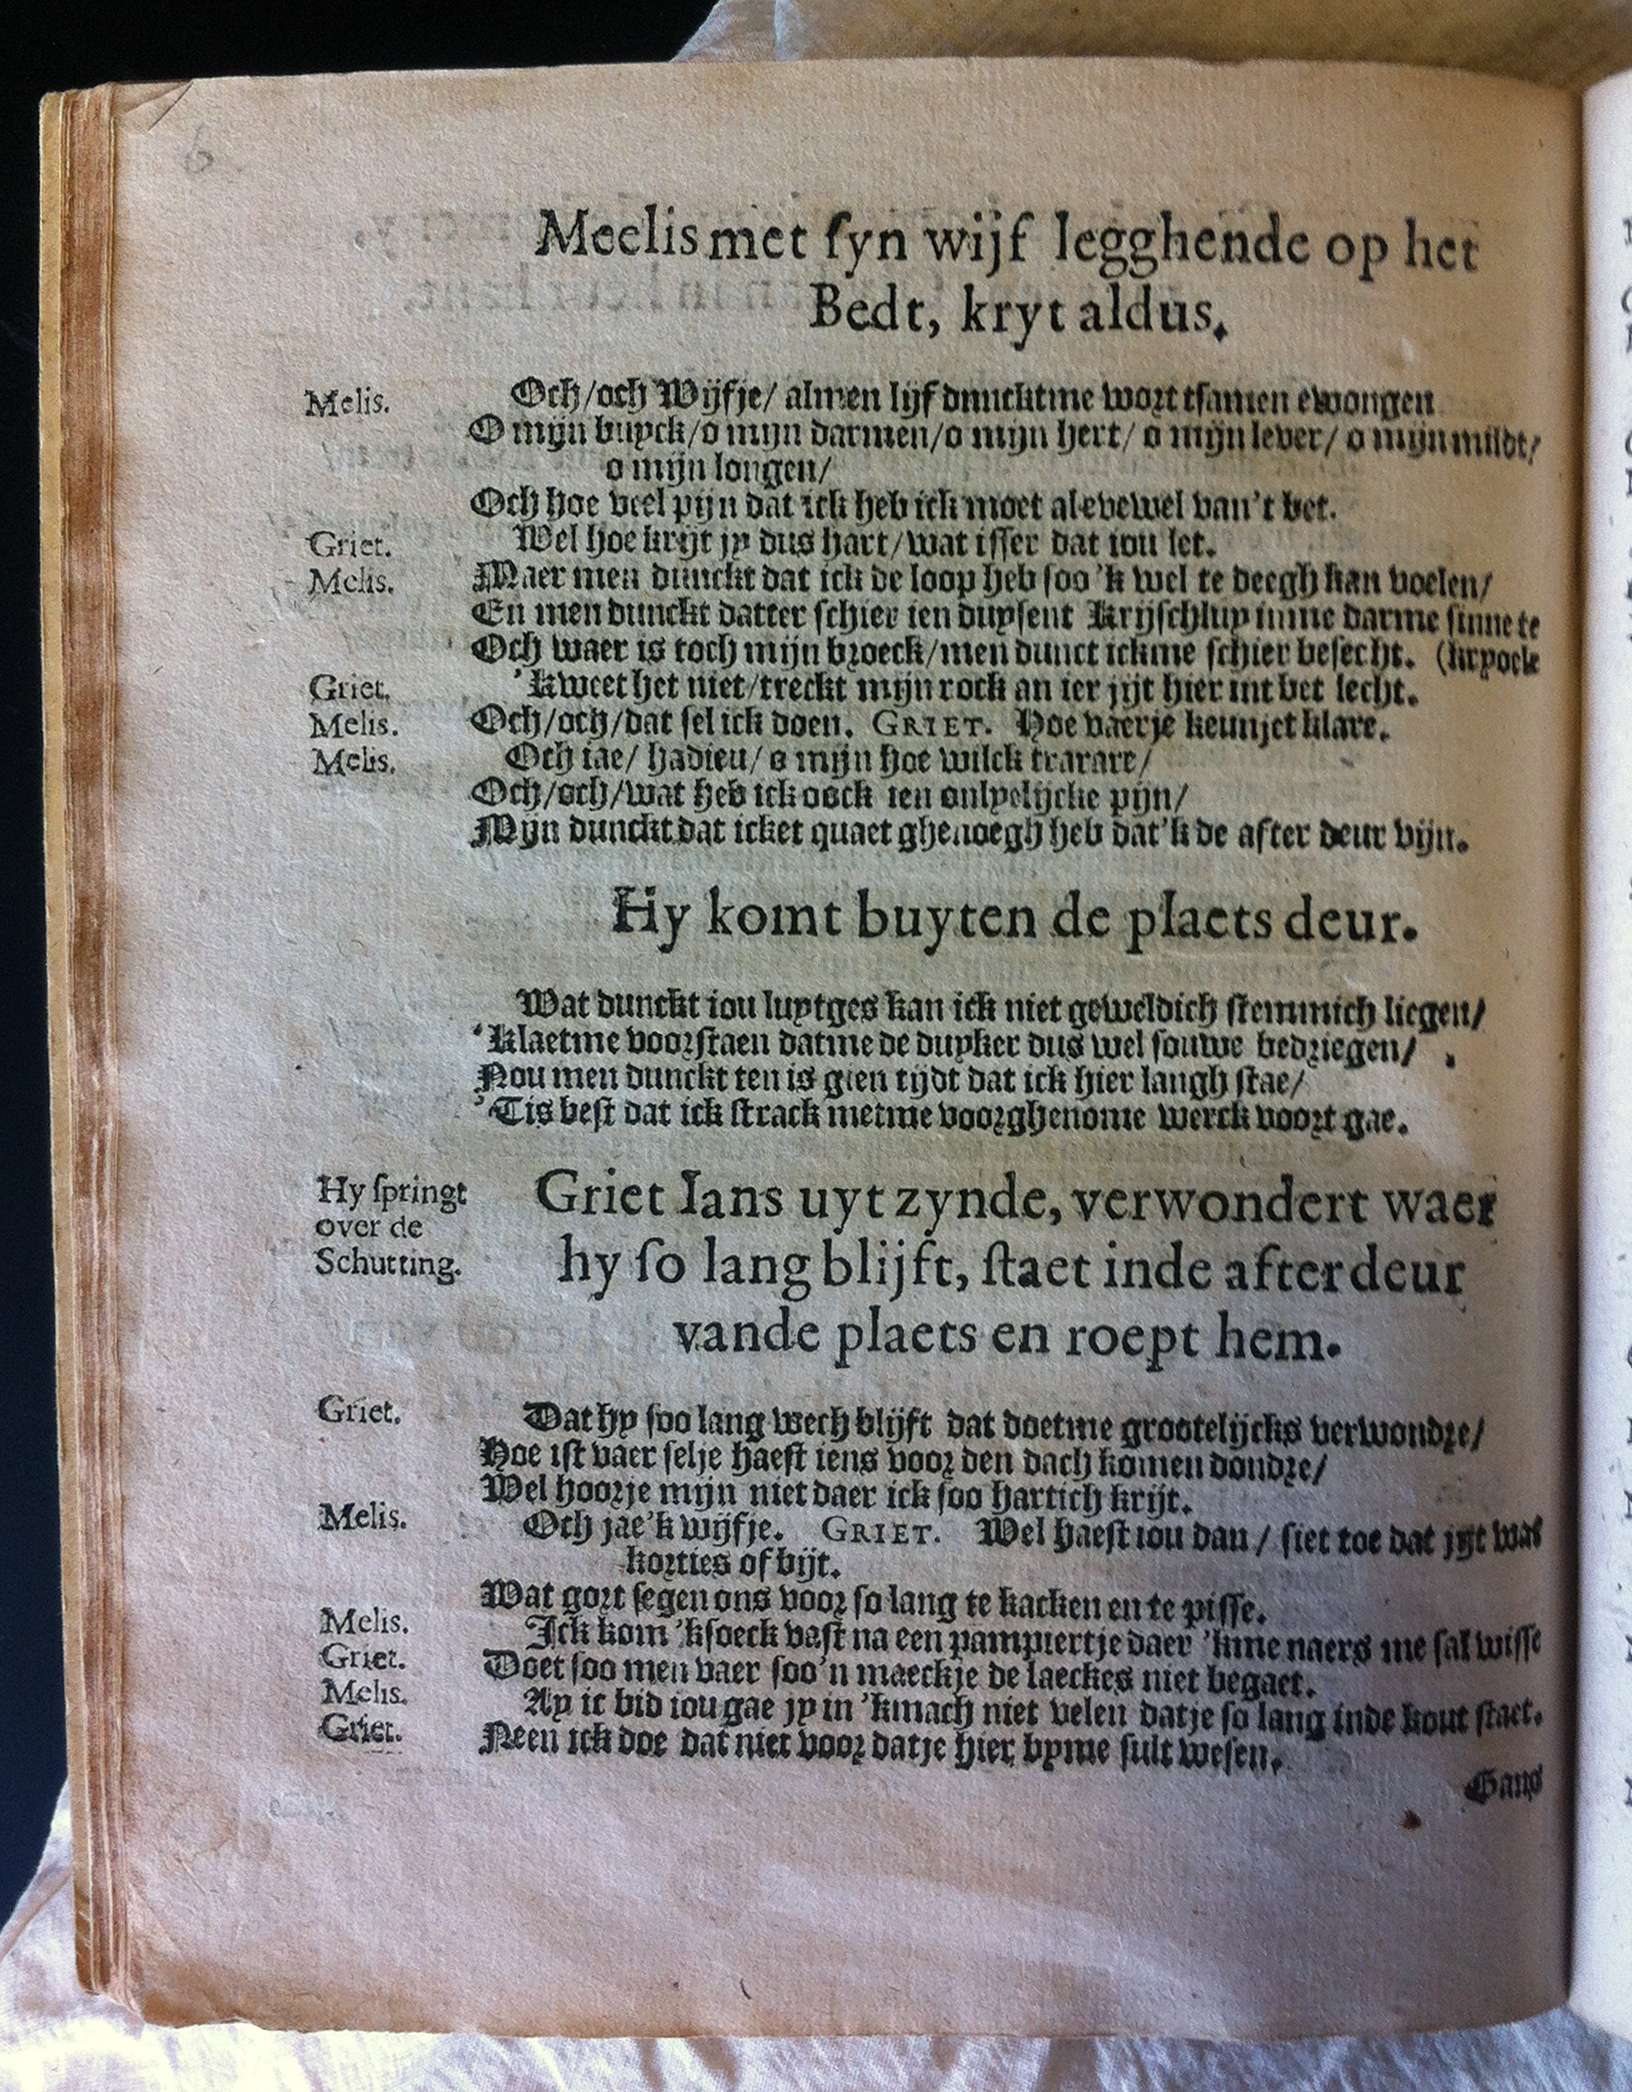 6
Meelis met ſyn wijf legghende op het
Bedt, kryt aldus.
Melis. Och/och Wijfje/ almen lijf duncktme wort tsamen ewongen
O mijn buyck/o mijn darmen/o mijn hert/ o mijn lever/ o mijn mildt/
o mijn longen/
Och hoe veel pijn dat ick heb ick moet alevewel van't bet.
Griet. Wel hoe krijt jy dus hart/wat iſſer dat iou let.
Melis. Maer men dunckt dat ick de loop heb ſoo 'k wel te deegh kan voelen/
En men dunckt datter ſchier ien duyſent Krijſchluy inme darme ſinne te
Och waer is toch mijn broeck/men dunct ickme ſchier beſecht. (kryoele
Griet. 'kweet het niet/treckt mijn rock an ier jijt hier int bet lecht.
Melis. Och/och/dat ſel ick doen. GRIET. Hoe vaerje keunjet klare.
Melis. Och iae/ hadieu/ o mijn hoe wilck trarare/
Och/och/wat heb ick oock ien onlydelijcke pijn/
Mijn dunckt dat icket quaet ghenoegh heb dat'k de after deur vijn.
Hy komt buyten de plaets deur.
Wat dunckt iou luytges kan ick niet geweldich ſtemmich liegen/
'Klaetme voorſtaen datme de duyker dus wel ſouwe bedriegen/
Nou men dunckt ten is gien tijdt dat ick hier langh ſtae/
'Tis beſt dat ick ſtrack metme voorghenome werck voort gae.
Hy ſpringt
over de
Schutting.
Griet Ians uyt zynde, verwondert waer
hy ſo lang blijft, ſtaet inde after deur
vande plaets en roept hem.
Griet. Dat hy ſoo lang wech blijft dat doetme grootelijcks verwondre/
Hoe iſt vaer ſelje haeſt iens voor den dach komen dondre/
Wel hoorje mijn niet daer ick ſoo hartich krijt.
Melis. Och jae'k wijfje. GRIET. Wel haeſt iou dan/ ſiet toe dat jijt wat
korties of bijt.
Wat gort ſegen ons voor ſo lang te kacken en te piſſe.
Melis. Ick kom 'kſoeck vaſt na een pampiertje daer 'kme naers me ſal wiſſe
Griet. Doet ſoo men vaer ſoo'n maeckje de laeckes niet begaet.
Melis. Ay ic bid iou gae jy in 'kmach niet velen datje ſo lang inde kout ſtaet.
Griet. Neen ick doe dat niet voor datje hier byme ſult weſen.
Gans